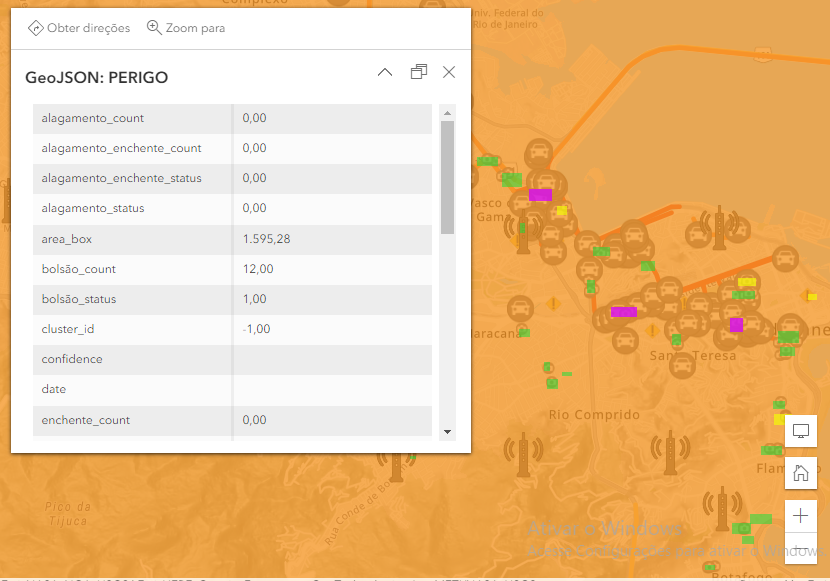 Complexo
Univ. Federal do
Rio de Janeiro
Obter direções
Zoom para
GeoJSON: PERIGO
alagamento_count 0,00
alagamento_enchente_count 0,00
alagamento_enchente_status 0,00
alagamento_status 0,00
area_box 1.595,28
bolsão_count 12,00
bolsão_status 1,00
cluster_id -1,00
confidence
date
enchente_count 0,00
Vasco
Gama
Maracanã
Santa Teresa
Rio Comprido
Flam
Pico da
Tijuca
Rua Conde de Bo
Ativar o Windows
Acesse Configurações para ativar o Windows.
Botafogo